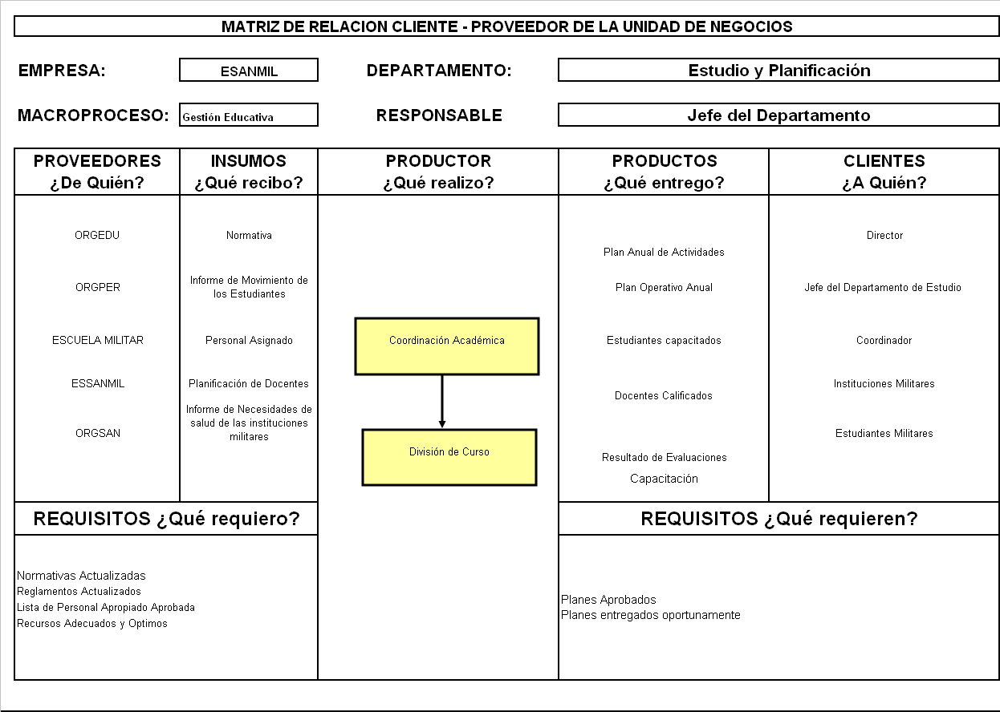 MATRIZ DE RELACION CLIENTE - PROVEEDOR DE LA UNIDAD DE NEGOCIOS
EMPRESA:
ESANMIL
DEPARTAMENTO:
Estudio y Planificación
MACROPROCESO:
Gestión Educativa
RESPONSABLE
Jefe del Departamento
PROVEEDORES
¿De Quién?
INSUMOS
¿Qué recibo?
PRODUCTOR
¿Qué realizo?
PRODUCTOS
¿Qué entrego?
CLIENTES
¿A Quién?
ORGEDU
ORGPER
ESCUELA MILITAR
ESSANMIL
ORGSAN
Normativa
Informe de Movimiento de
los Estudiantes
Personal Asignado
Planificación de Docentes
Informe de Necesidades de
salud de las instituciones
militares
Coordinación Académica
División de Curso
Plan Anual de Actividades
Plan Operativo Anual
Estudiantes capacitados
Docentes Calificados
Resultado de Evaluaciones
Capacitación
Director
Jefe del Departamento de Estudio
Coordinador
Instituciones Militares
Estudiantes Militares
REQUISITOS ¿Qué requiero?
Normativas Actualizadas
Reglamentos Actualizados
Lista de Personal Apropiado Aprobada
Recursos Adecuados y Optimos
REQUISITOS ¿Qué requieren?
Planes Aprobados
Planes entregados oportunamente